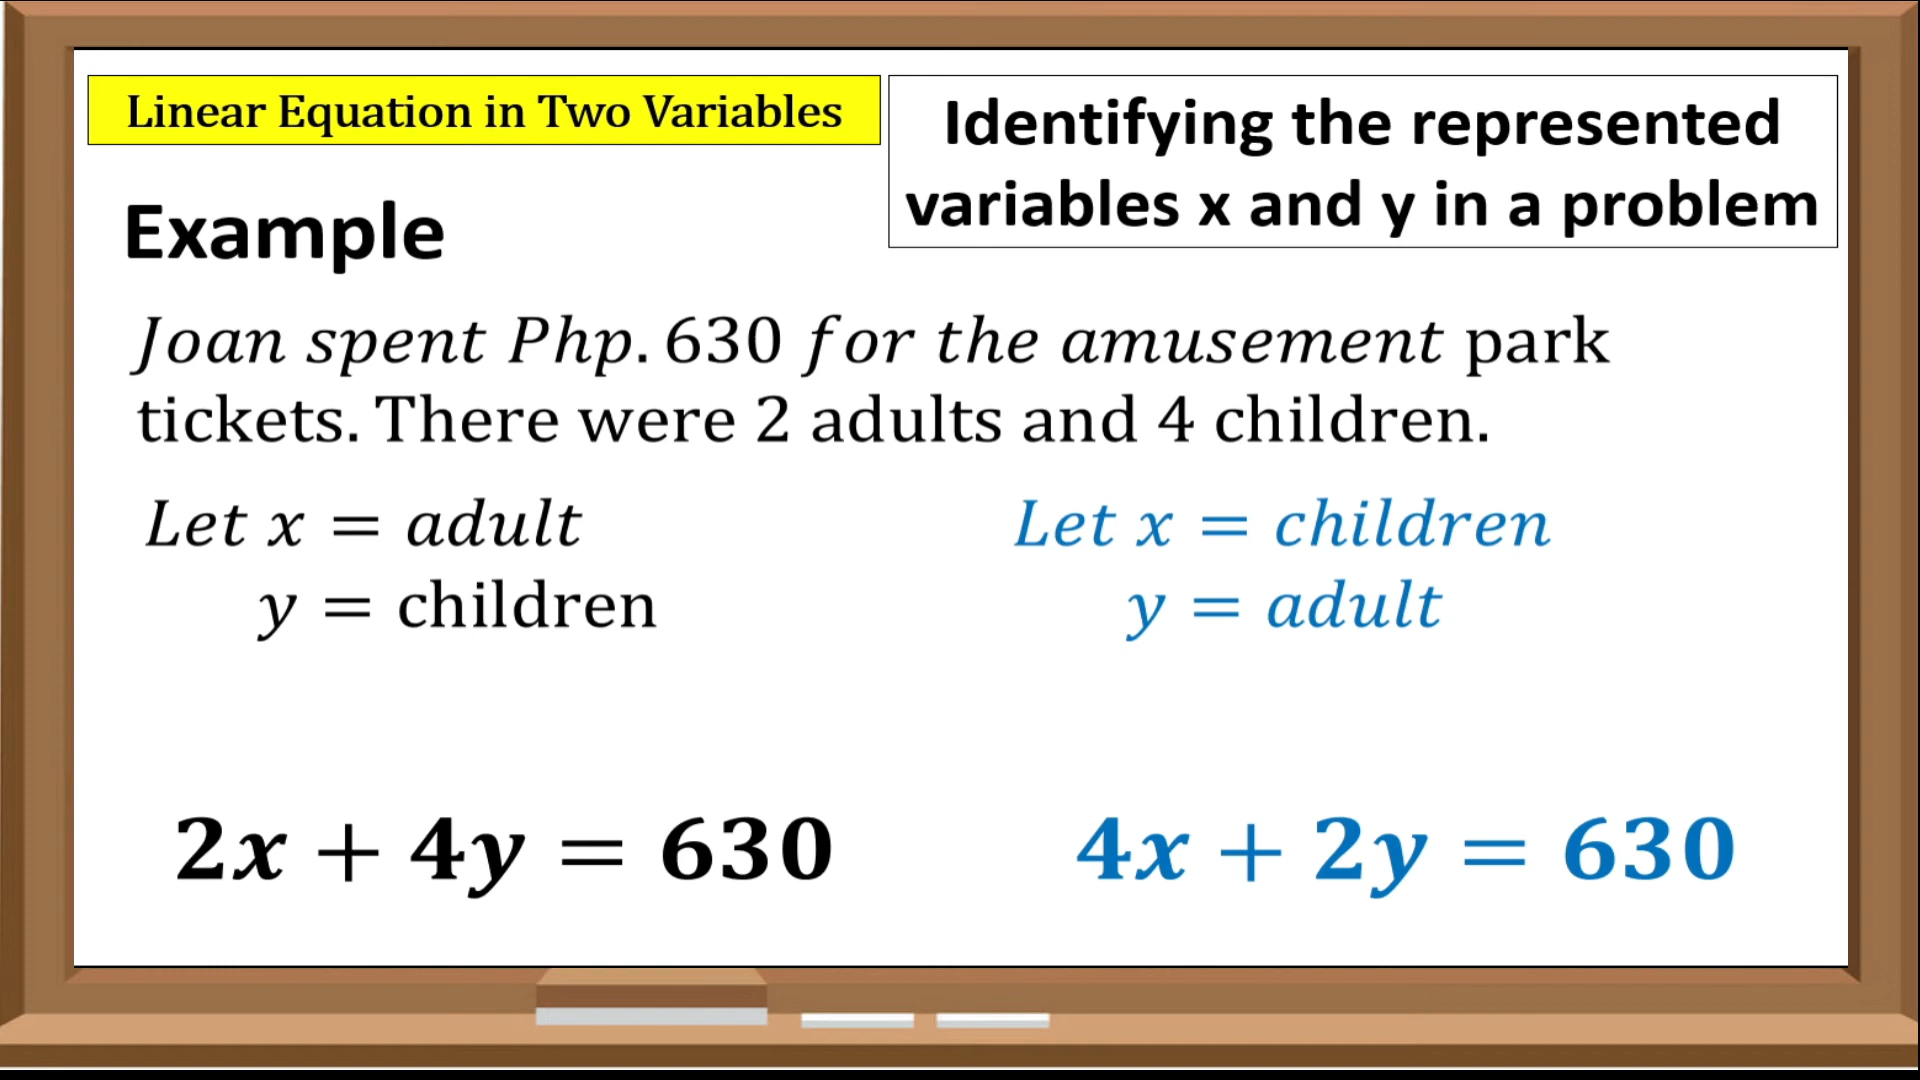 Linear Equation in Two Variables
Identifying the represented
variables x and y in a problem
Example
Joan spent Php. 630 for the amusement park
tickets. There were 2 adults and 4 children.
Let x = adult
y = children
Let x = children
y = adult
2x + 4y = 630
4x + 2y = 630